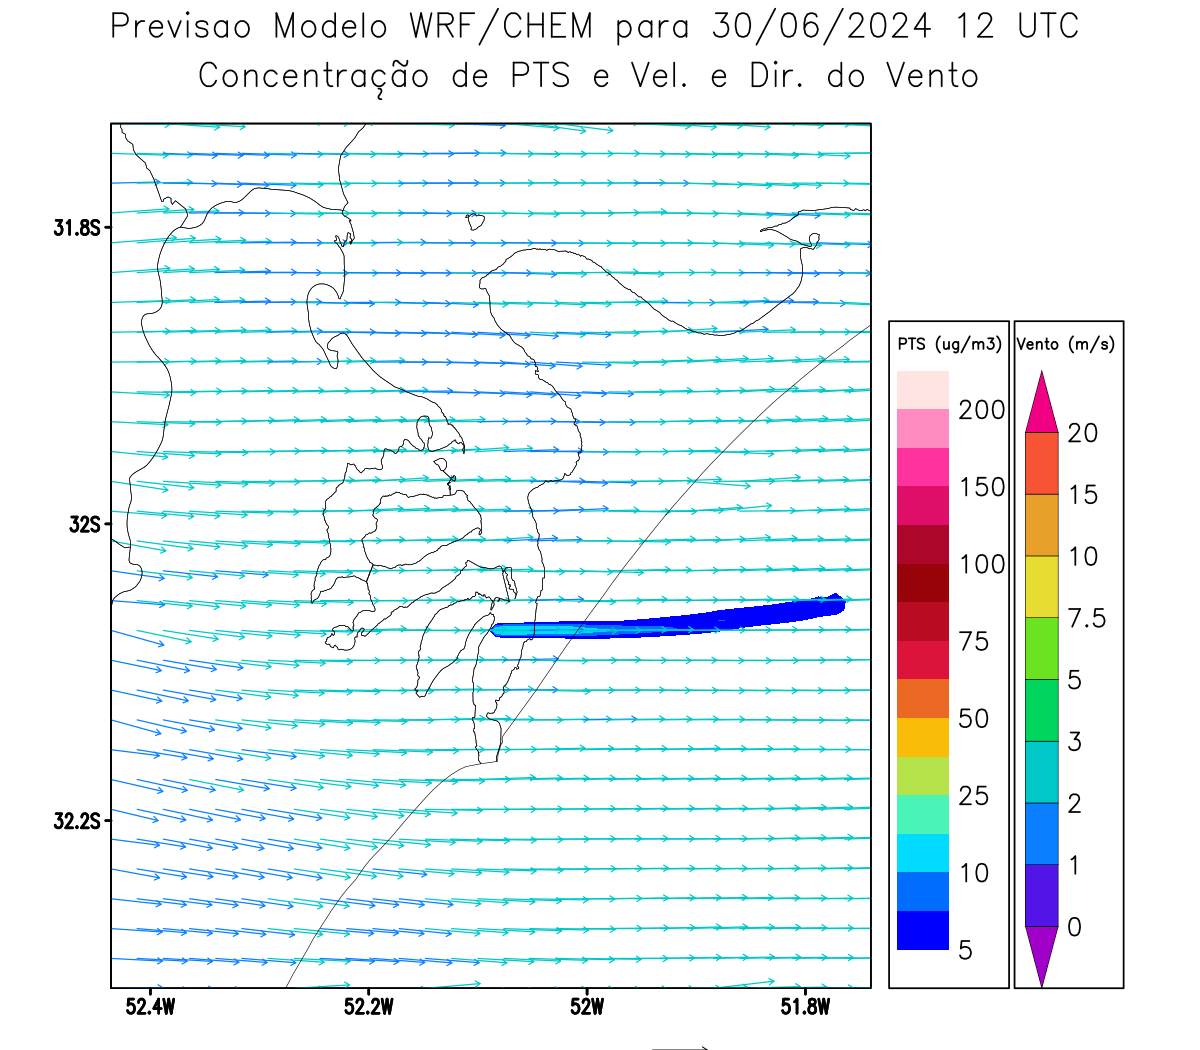 Previsao Modelo WRF/CHEM para 30/06/2024 12 UTC
Concentração de PTS e Vel. e Dir. do Vento
31.8S
32S
32.2S
52.4W 52.2W 52W 51.8W
PTS (ug/m3)
200
150
100
75
50
25
10
5
Vento (m/s)
20
15
10
7.5
5
3
2
1
0